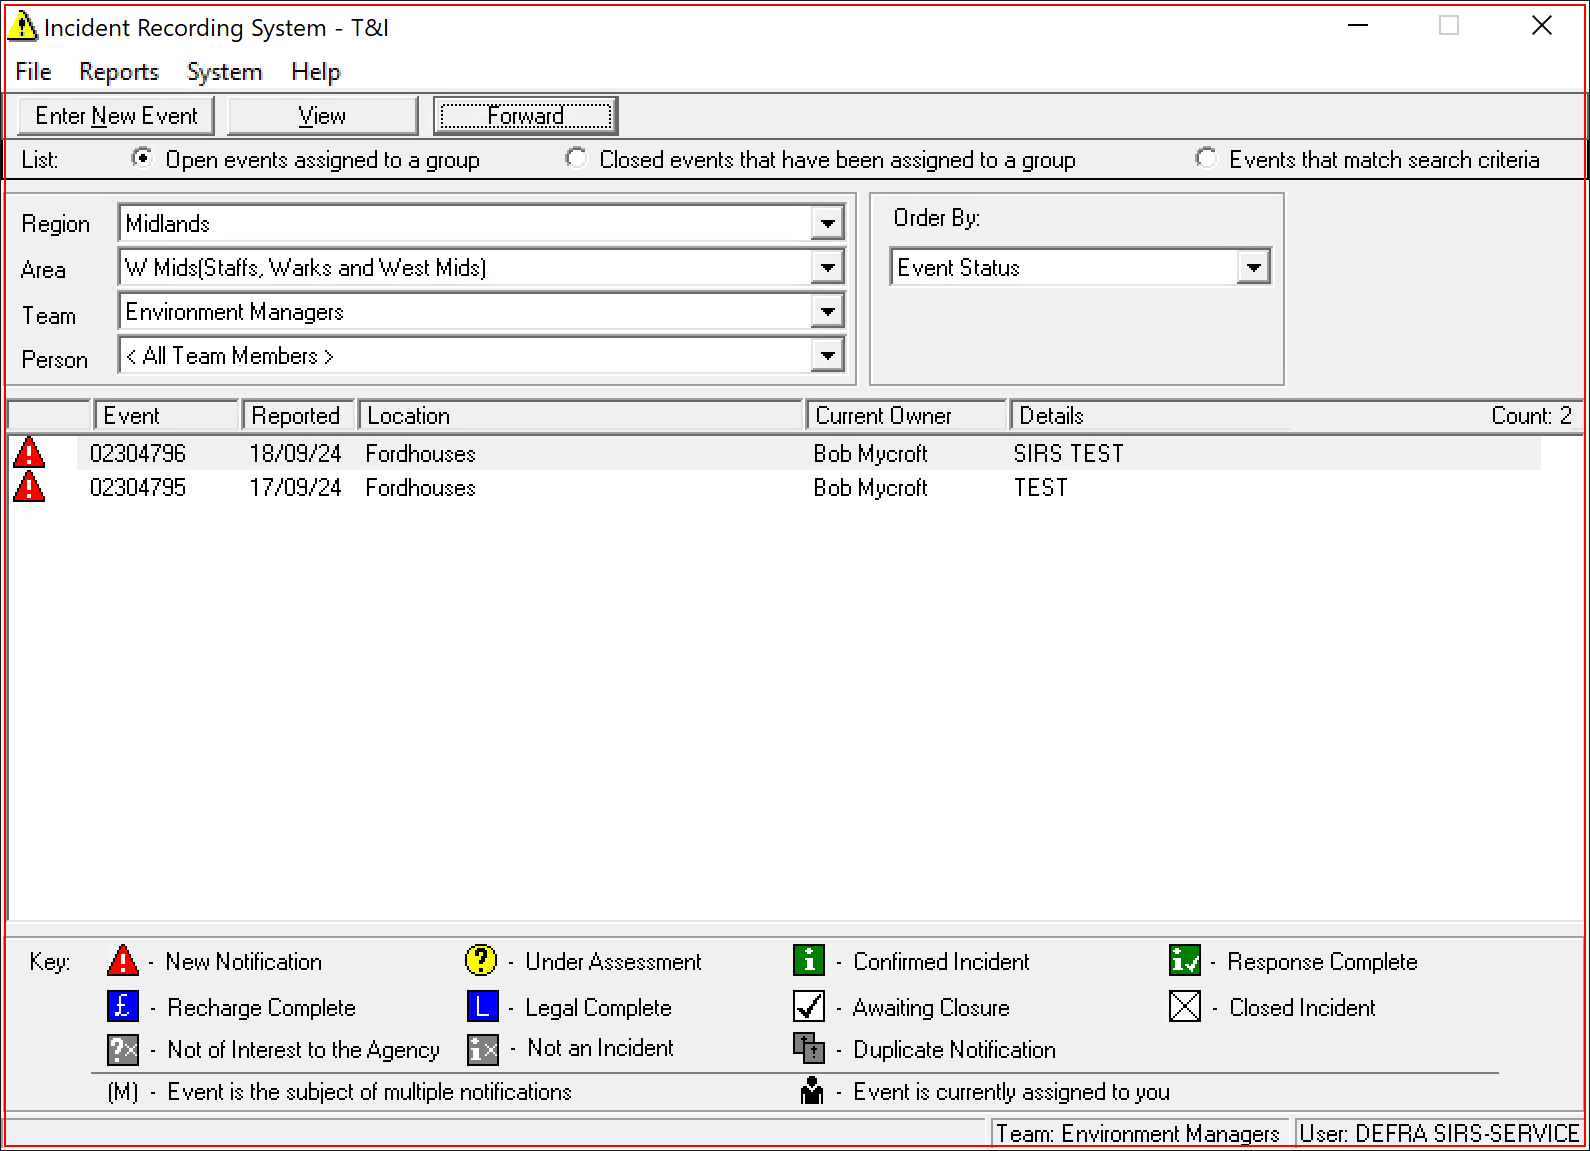 Incident Recording System - T&I
File Reports System Help
Enter New Event View Forward
List: Open events assigned to a group Closed events that have been assigned to a group Events that match search criteria
Region Midlands
Order By:
Area W Mids(Staffs, Warks and West Mids)
Event Status
Team Environment Managers
Person < All Team Members >
Event Reported Location Current Owner Details Count: 2
02304796 18/09/24 Fordhouses Bob Mycroft SIRS TEST
02304795 17/09/24 Fordhouses Bob Mycroft TEST
Key: - New Notification ? - Under Assessment i - Confirmed Incident i - Response Complete
£ - Recharge Complete L - Legal Complete - Awaiting Closure - Closed Incident
?x - Not of Interest to the Agency ix - Not an Incident - Duplicate Notification
(M) - Event is the subject of multiple notifications - Event is currently assigned to you
Team: Environment Managers User: DEFRA SIRS-SERVICE